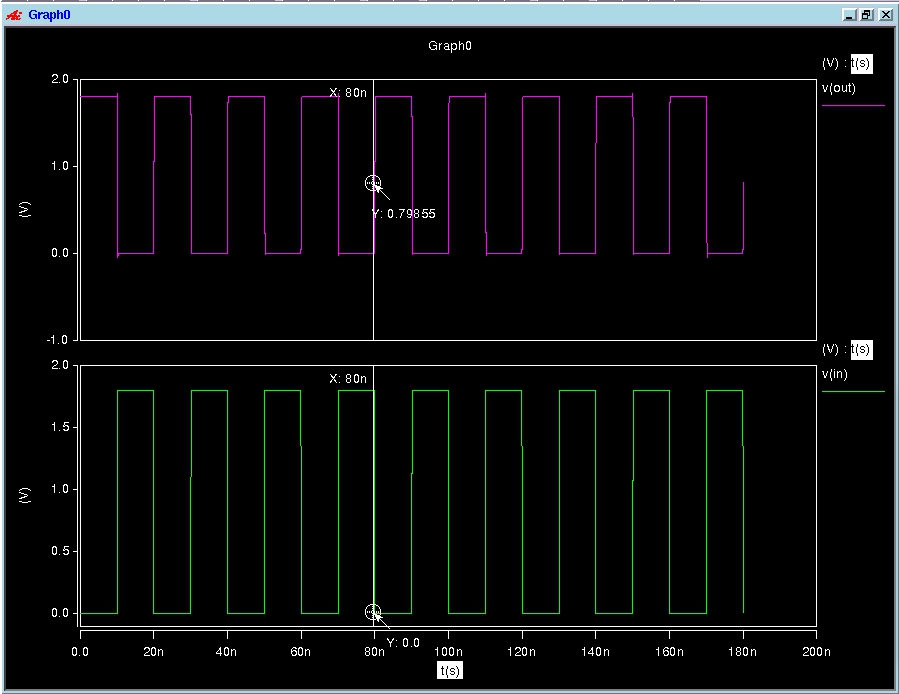 Graph0
Graph0
(V) : t(s)
v(out)
2.0
1.0
0.0
-1.0
(V)
X: 80n
Y: 0.79855
(V) : t(s)
v(in)
2.0
1.5
1.0
0.5
0.0
(V)
X: 80n
Y: 0.0
0.0 20n 40n 60n 80n 100n 120n 140n 160n 180n 200n
t(s)